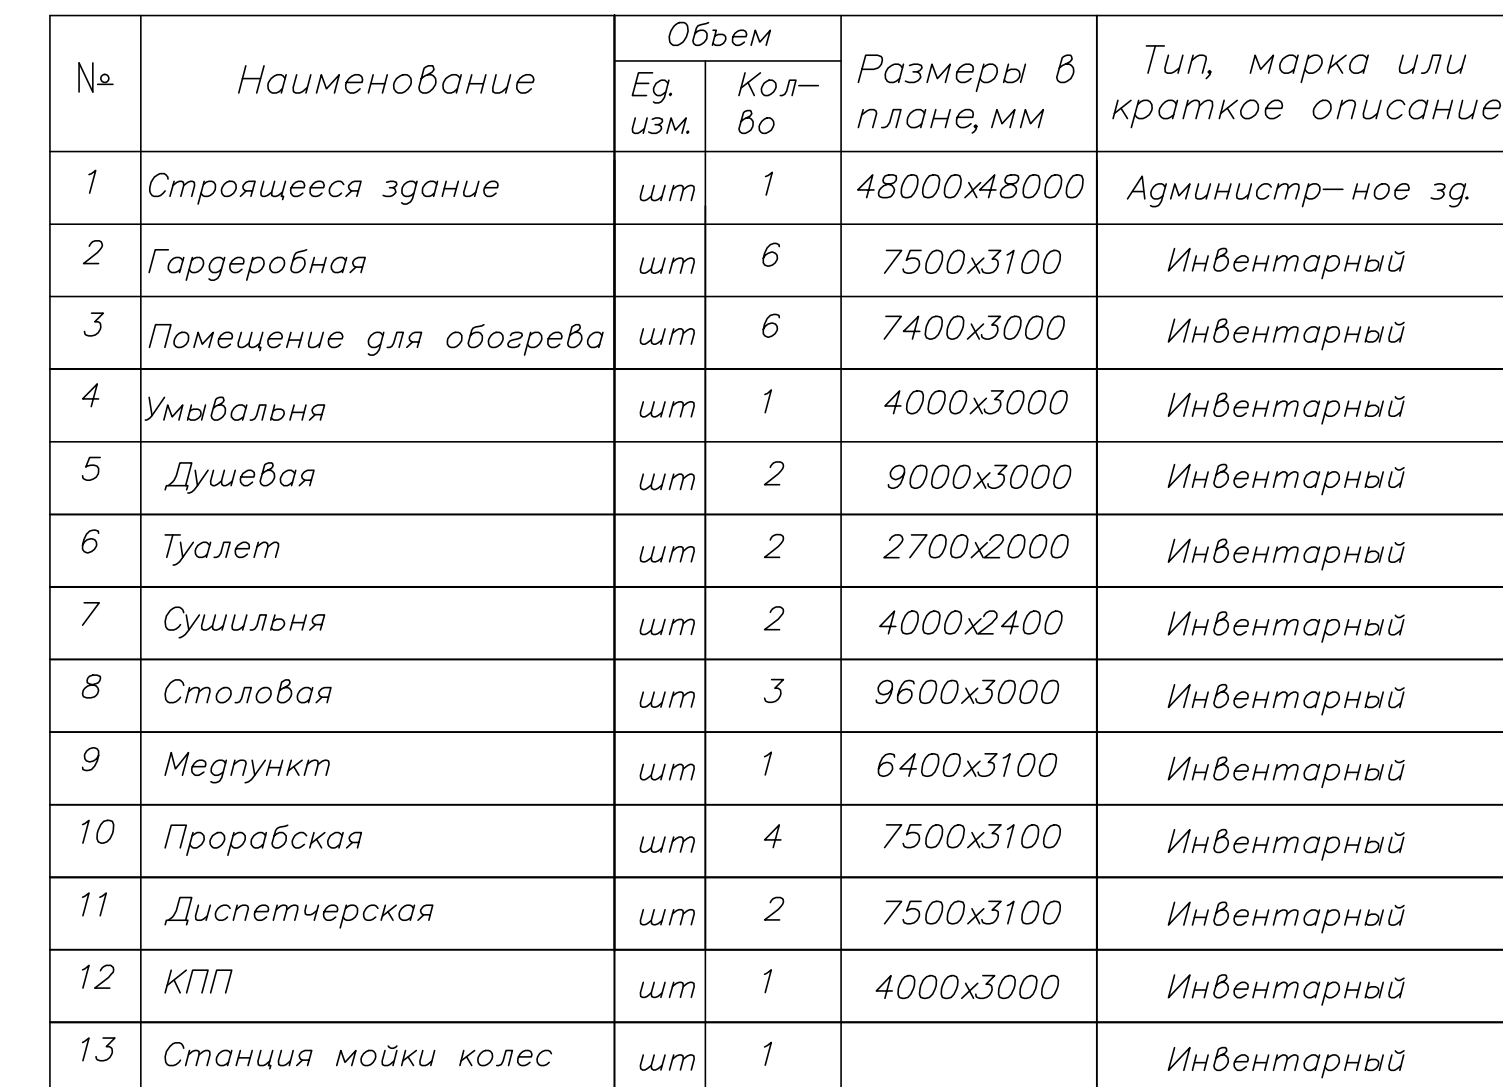 № Наименование Объем Размеры в плане, мм Тип, марка или краткое описание
Ед. изм. Кол-во
1 Строящееся здание шт 1 48000х48000 Администр-ное зд.
2 Гардеробная шт 6 7500х3100 Инвентарный
3 Помещение для обогрева шт 6 7400х3000 Инвентарный
4 Умывальня шт 1 4000х3000 Инвентарный
5 Душевая шт 2 9000х3000 Инвентарный
6 Туалет шт 2 2700х2000 Инвентарный
7 Сушильня шт 2 4000х2400 Инвентарный
8 Столовая шт 3 9600х3000 Инвентарный
9 Медпункт шт 1 6400х3100 Инвентарный
10 Прорабская шт 4 7500х3100 Инвентарный
11 Диспетчерская шт 2 7500х3100 Инвентарный
12 КПП шт 1 4000х3000 Инвентарный
13 Станция мойки колес шт 1 Инвентарный